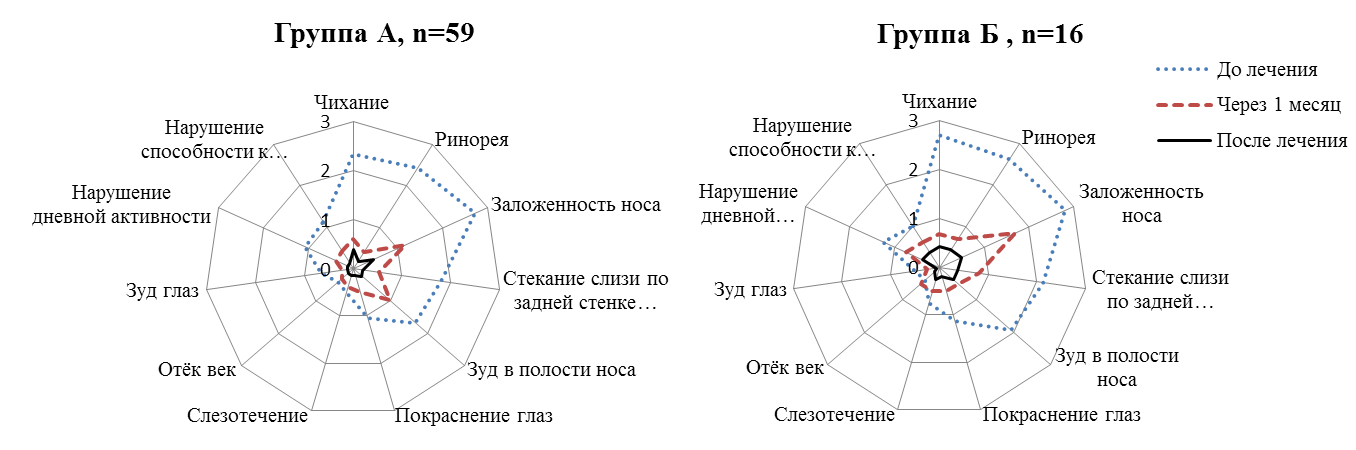 Группа А, n=59
Чихание
Ринорея
Заложенность носа
Стекание слизи по
задней стенке…
Зуд в полости носа
Покраснение глаз
Слезотечение
Отёк век
Зуд глаз
Нарушение
дневной активности
Нарушение
способности к…
3
2
1
0
Группа Б , n=16
Чихание
Ринорея
Заложенность
носа
Стекание слизи
по задней…
Зуд в полости
носа
Покраснение глаз
Слезотечение
Отёк век
Зуд глаз
Нарушение
дневной…
Нарушение
способности к…
3
2
1
0
До лечения
Через 1 месяц
После лечения